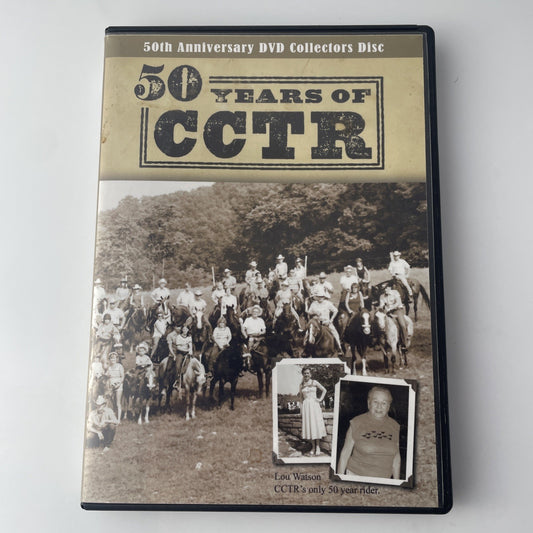 50th Anniversary DVD Collectors Disc
50 YEARS OF
CCTR
Lou Watson
CCTR's only 50 year rider.